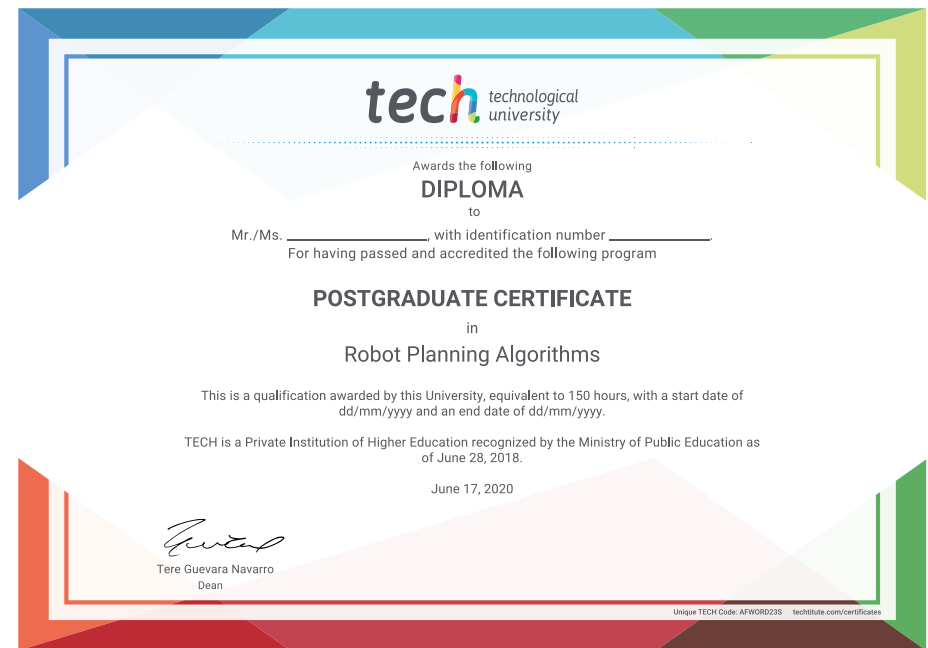 tech technological
university
Awards the following
DIPLOMA
to
Mr./Ms. ____________________, with identification number ______________.
For having passed and accredited the following program
POSTGRADUATE CERTIFICATE
in
Robot Planning Algorithms
This is a qualification awarded by this University, equivalent to 150 hours, with a start date of
dd/mm/yyyy and an end date of dd/mm/yyyy.
TECH is a Private Institution of Higher Education recognized by the Ministry of Public Education as
of June 28, 2018.
June 17, 2020
Tere Guevara Navarro
Dean
Unique TECH Code: AFWORD23S techtitute.com/certificates